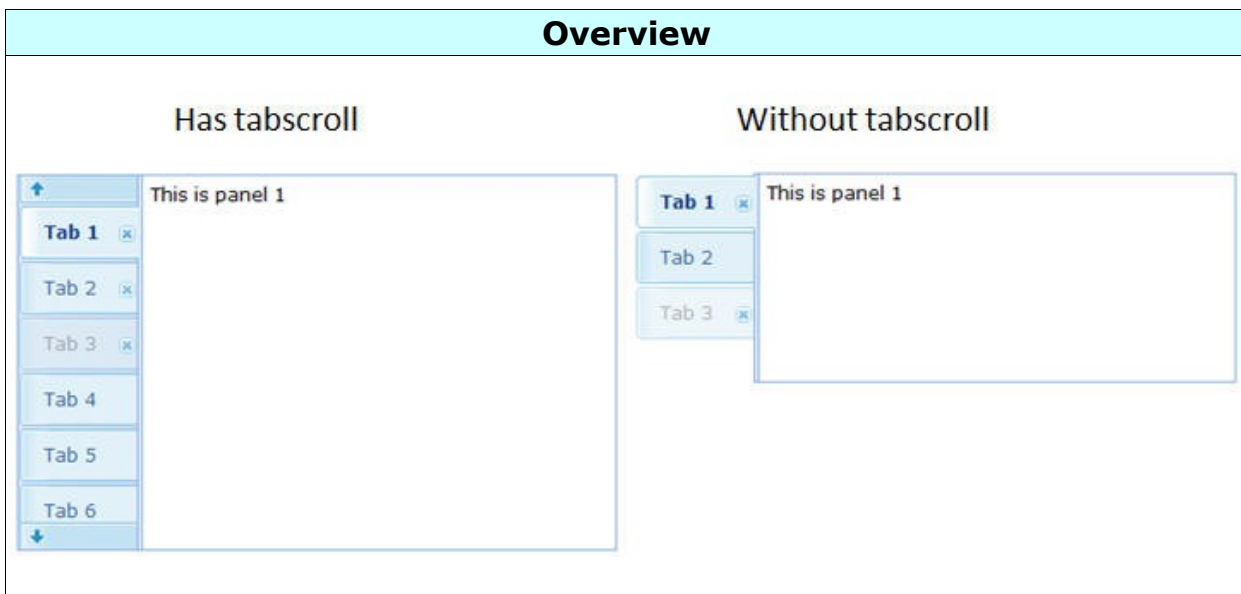 Overview
Has tabscroll
Without tabscroll
This is panel 1
Tab 1
Tab 2
Tab 3
Tab 4
Tab 5
Tab 6
Tab 1
This is panel 1
Tab 2
Tab 3